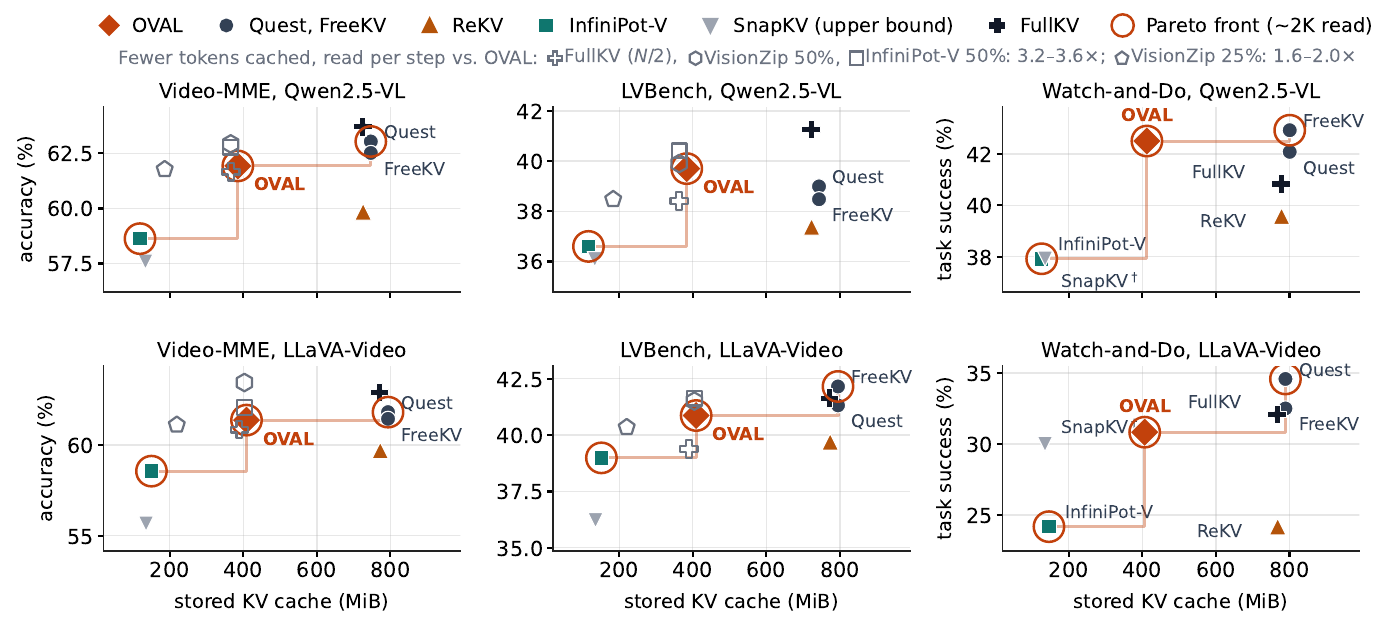 OVAL Quest, FreeKV ReKV InfiniPot-V SnapKV (upper bound) FullKV Pareto front (~2K read)
Fewer tokens cached, read per step vs. OVAL: FullKV (N/2), VisionZip 50%, InfiniPot-V 50%: 3.2–3.6×; VisionZip 25%: 1.6–2.0×
Video-MME, Qwen2.5-VL
accuracy (%)
62.5
60.0
57.5
Quest
FreeKV
OVAL
LVBench, Qwen2.5-VL
42
40
38
36
Quest
FreeKV
OVAL
Watch-and-Do, Qwen2.5-VL
task success (%)
42
40
38
OVAL
FreeKV
Quest
FullKV
ReKV
InfiniPot-V
SnapKV†
Video-MME, LLaVA-Video
accuracy (%)
60
55
Quest
FreeKV
OVAL
200 400 600 800
stored KV cache (MiB)
LVBench, LLaVA-Video
42.5
40.0
37.5
35.0
FreeKV
Quest
OVAL
200 400 600 800
stored KV cache (MiB)
Watch-and-Do, LLaVA-Video
task success (%)
35
30
25
Quest
FullKV
OVAL
FreeKV
SnapKV
InfiniPot-V
ReKV
200 400 600 800
stored KV cache (MiB)